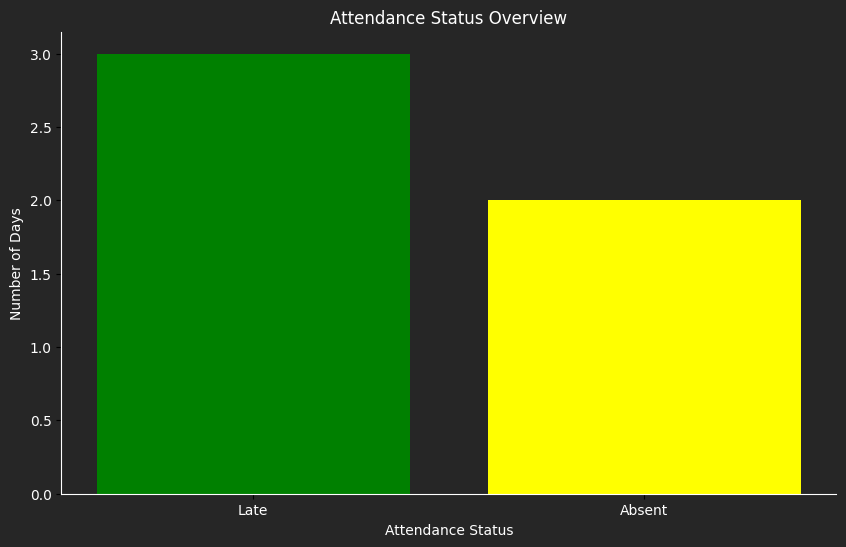 Attendance Status Overview
3.0
2.5
2.0
1.5
1.0
0.5
0.0
Number of Days
Late Absent
Attendance Status